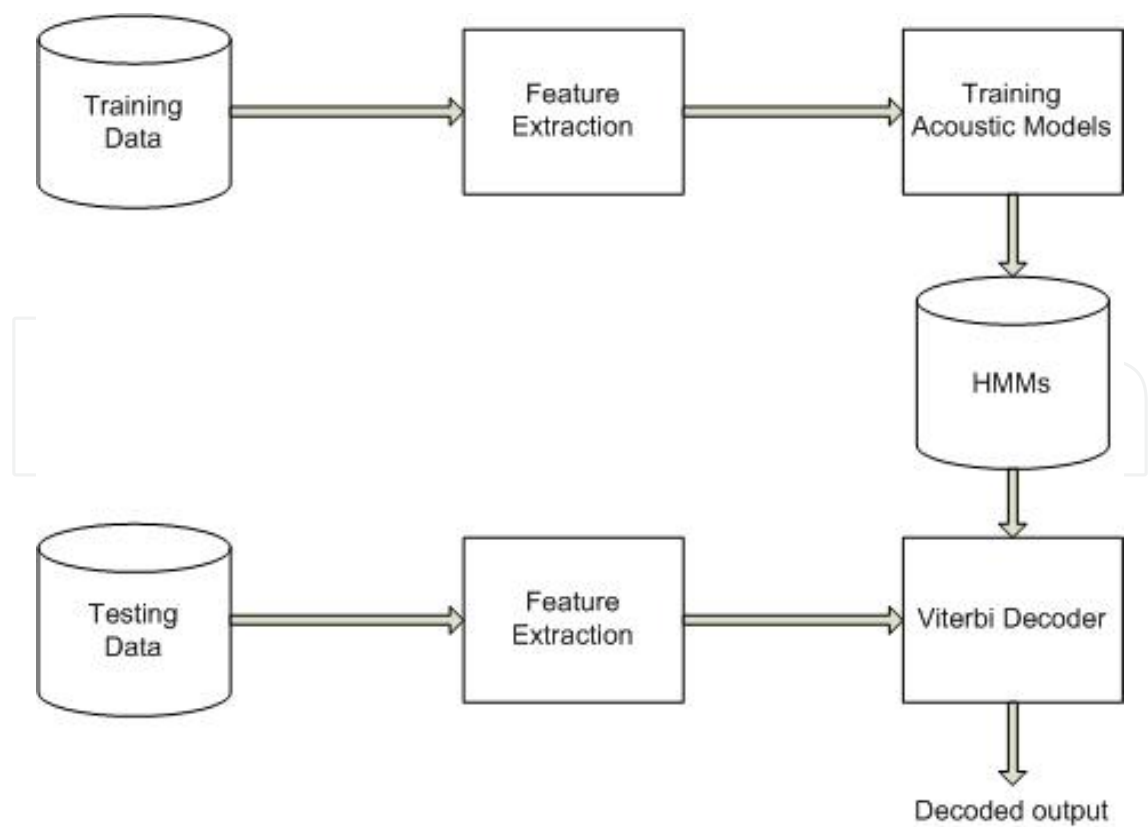 Training
Data
Feature
Extraction
Training
Acoustic Models
HMMs
Testing
Data
Feature
Extraction
Viterbi Decoder
Decoded output